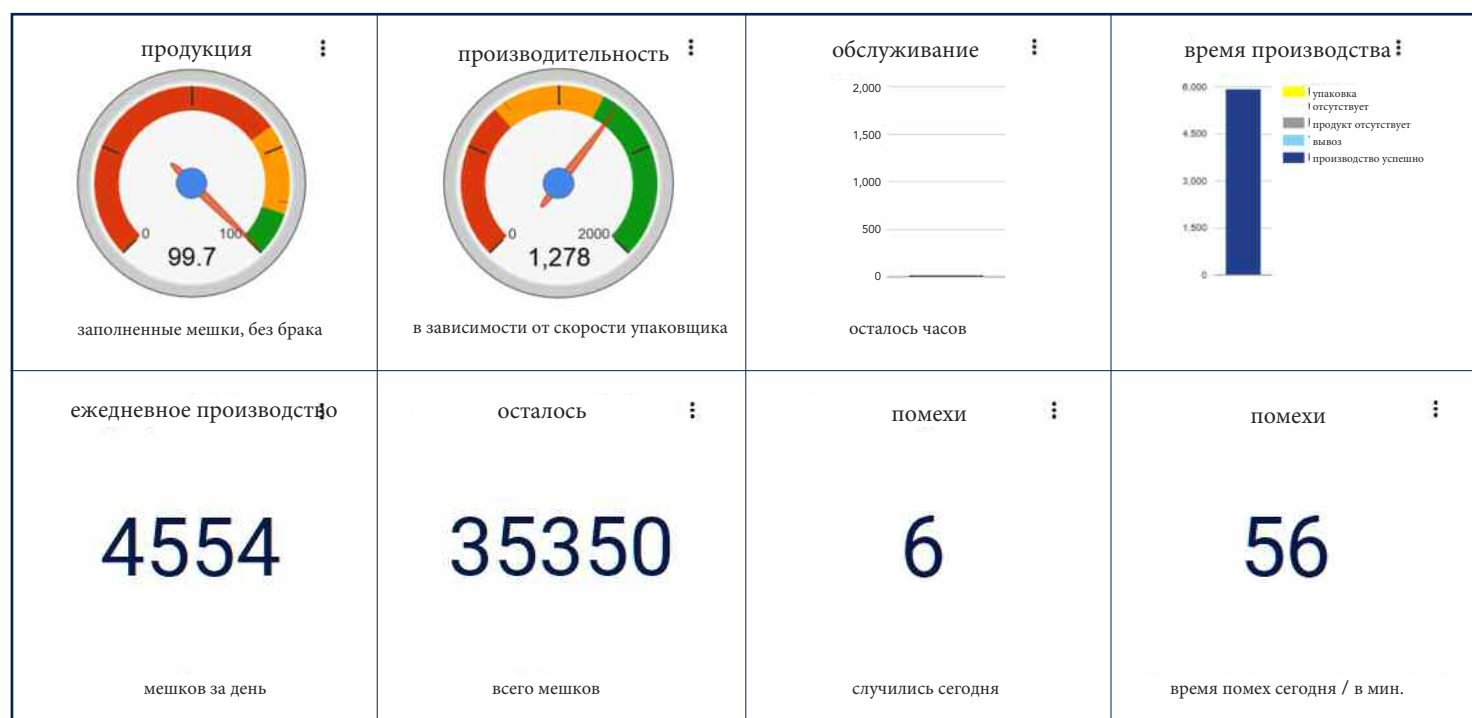 продукция
0
100
99.7
заполненные мешки, без брака
производительность
0
2000
1,278
в зависимости от скорости упаковщика
обслуживание
2,000
1,500
1,000
500
0
осталось часов
время производства
6,000
4,500
3,000
1,500
0
упаковка
отсутствует
продукт отсутствует
вывоз
производство успешно
ежедневное производство
4554
мешков за день
осталось
35350
всего мешков
помехи
6
случились сегодня
помехи
56
время помех сегодня / в мин.